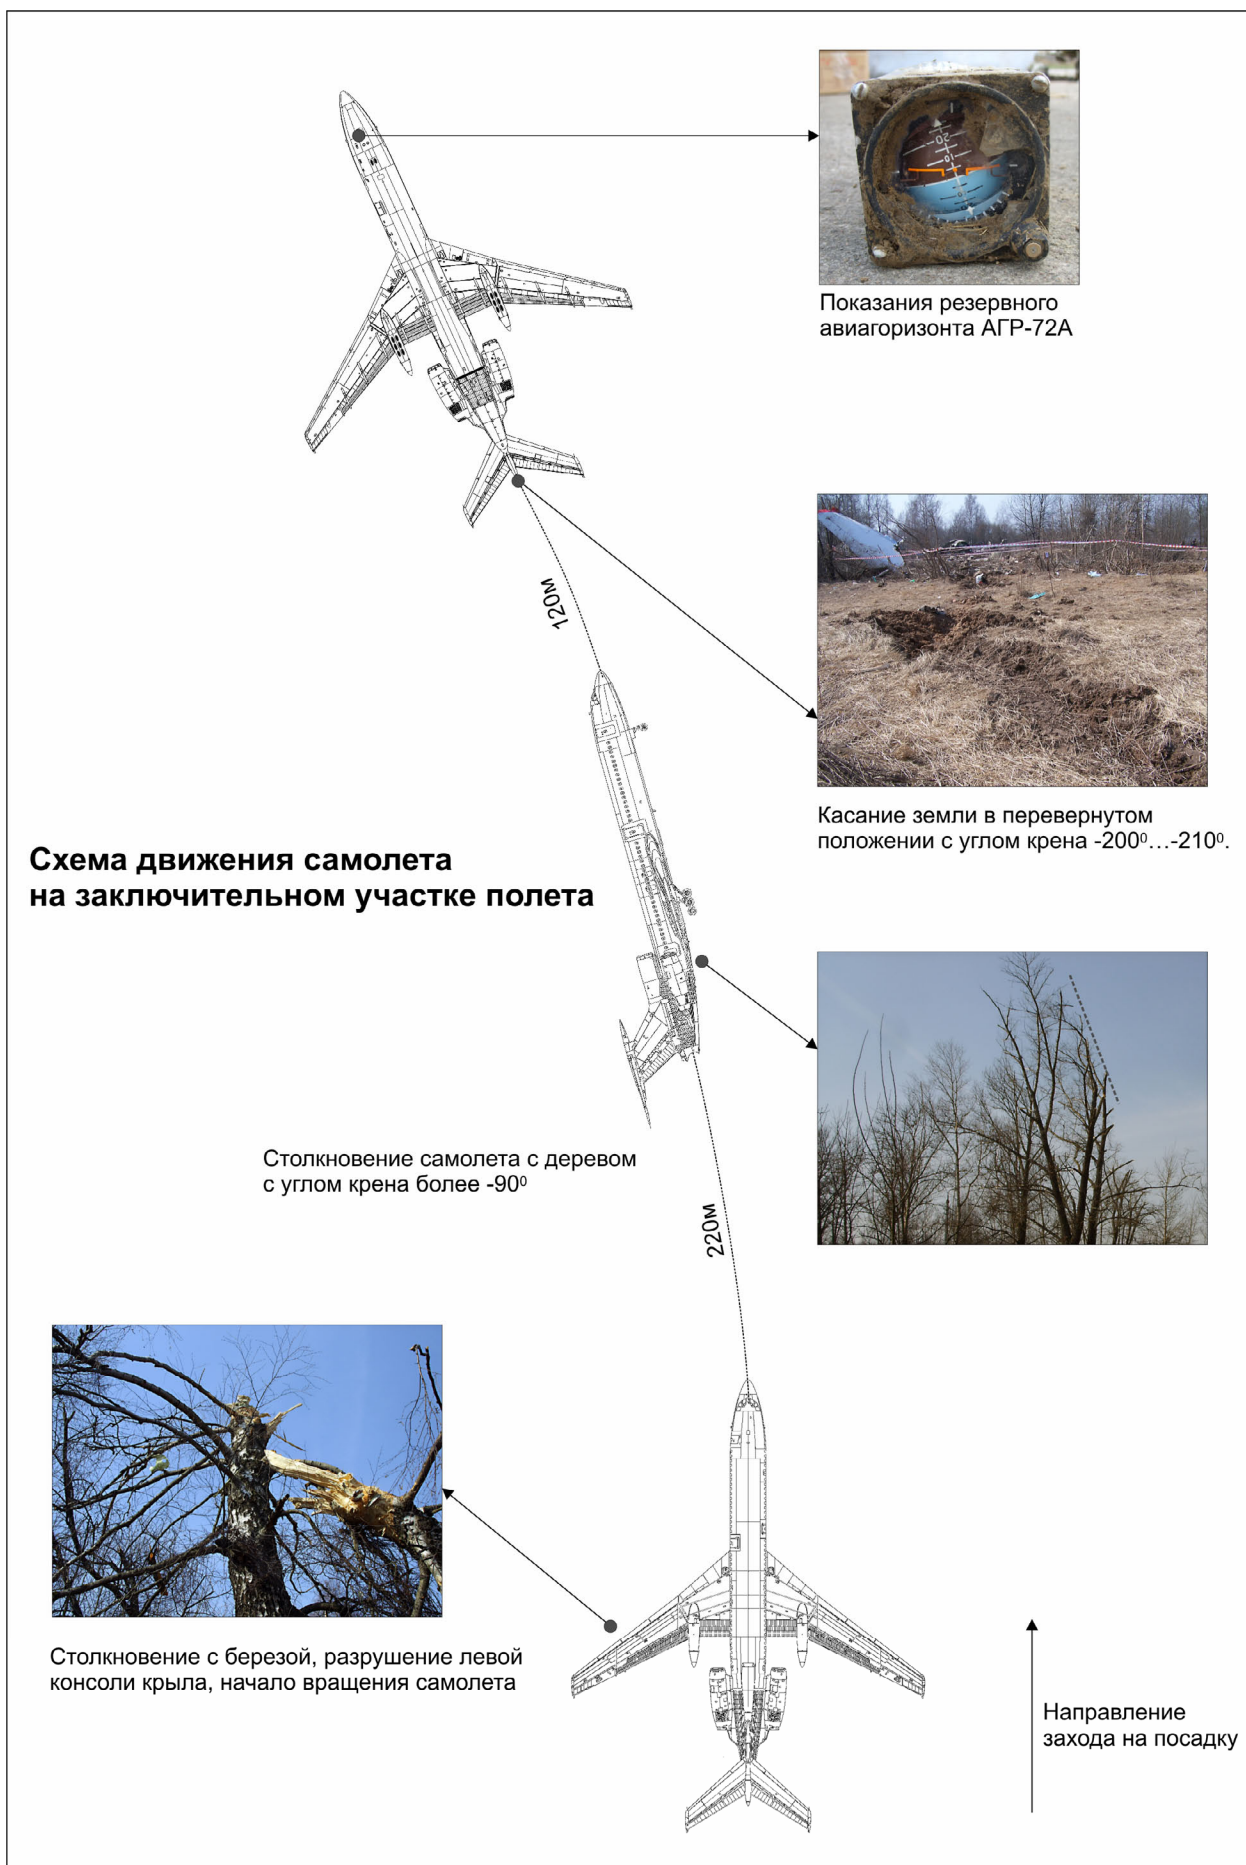 Показания резервного
авиагоризонта АГР-72А
120м
Касание земли в перевернутом
положении с углом крена -200⁰…-210⁰.
Схема движения самолета
на заключительном участке полета
Столкновение самолета с деревом
с углом крена более -90⁰
220м
Столкновение с березой, разрушение левой
консоли крыла, начало вращения самолета
Направление
захода на посадку
20
10